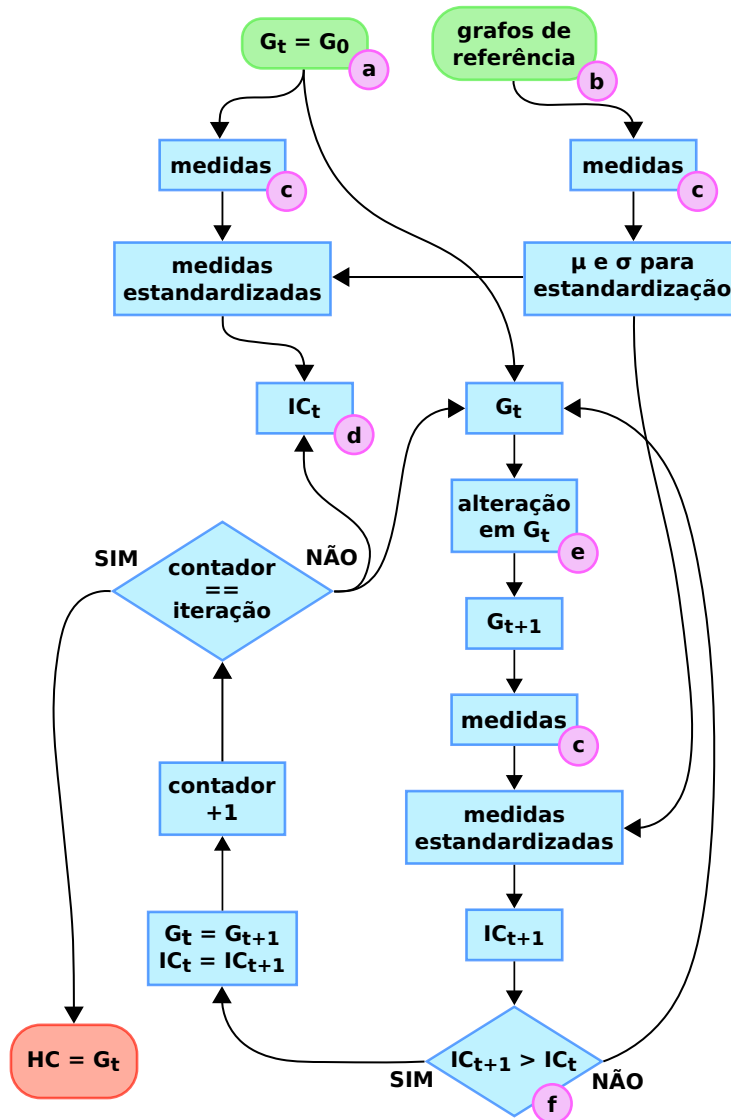 Gt = G0
a
grafos de
referência
b
medidas
c
medidas
c
medidas
estandardizadas
μ e σ para
estandardização
ICt
d
Gt
alteração
em Gt
e
SIM
NÃO
contador
==
iteração
Gt+1
medidas
c
contador
+1
medidas
estandardizadas
Gt = Gt+1
ICt = ICt+1
ICt+1
HC = Gt
ICt+1 > ICt
SIM
NÃO
f